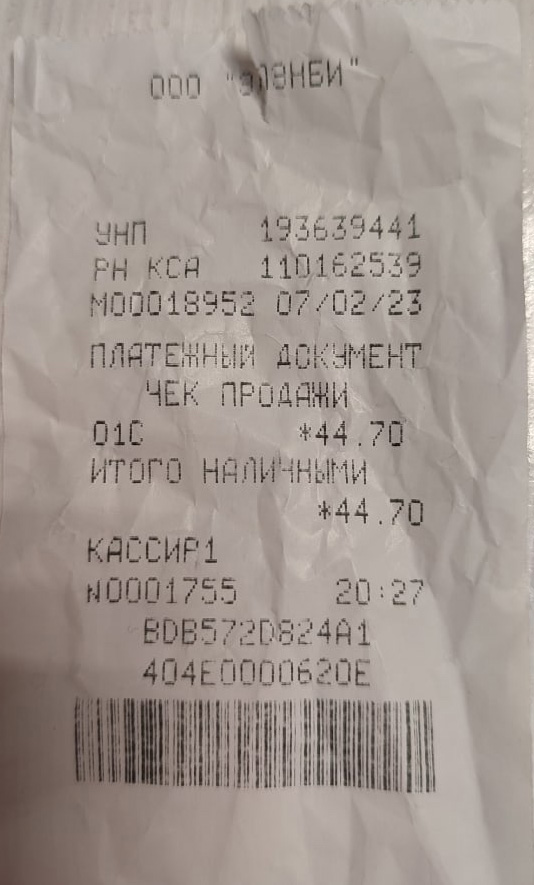 ООО
УНП 193639441
РН КСА 110162539
М00018952 07/02/23
ПЛАТЕЖНЫЙ ДОКУМЕНТ
ЧЕК ПРОДАЖИ
01С *44.70
ИТОГО НАЛИЧНЫМИ
*44.70
КАССИР1
N0001755 20:27
BDB572D824A1
404E0000620E